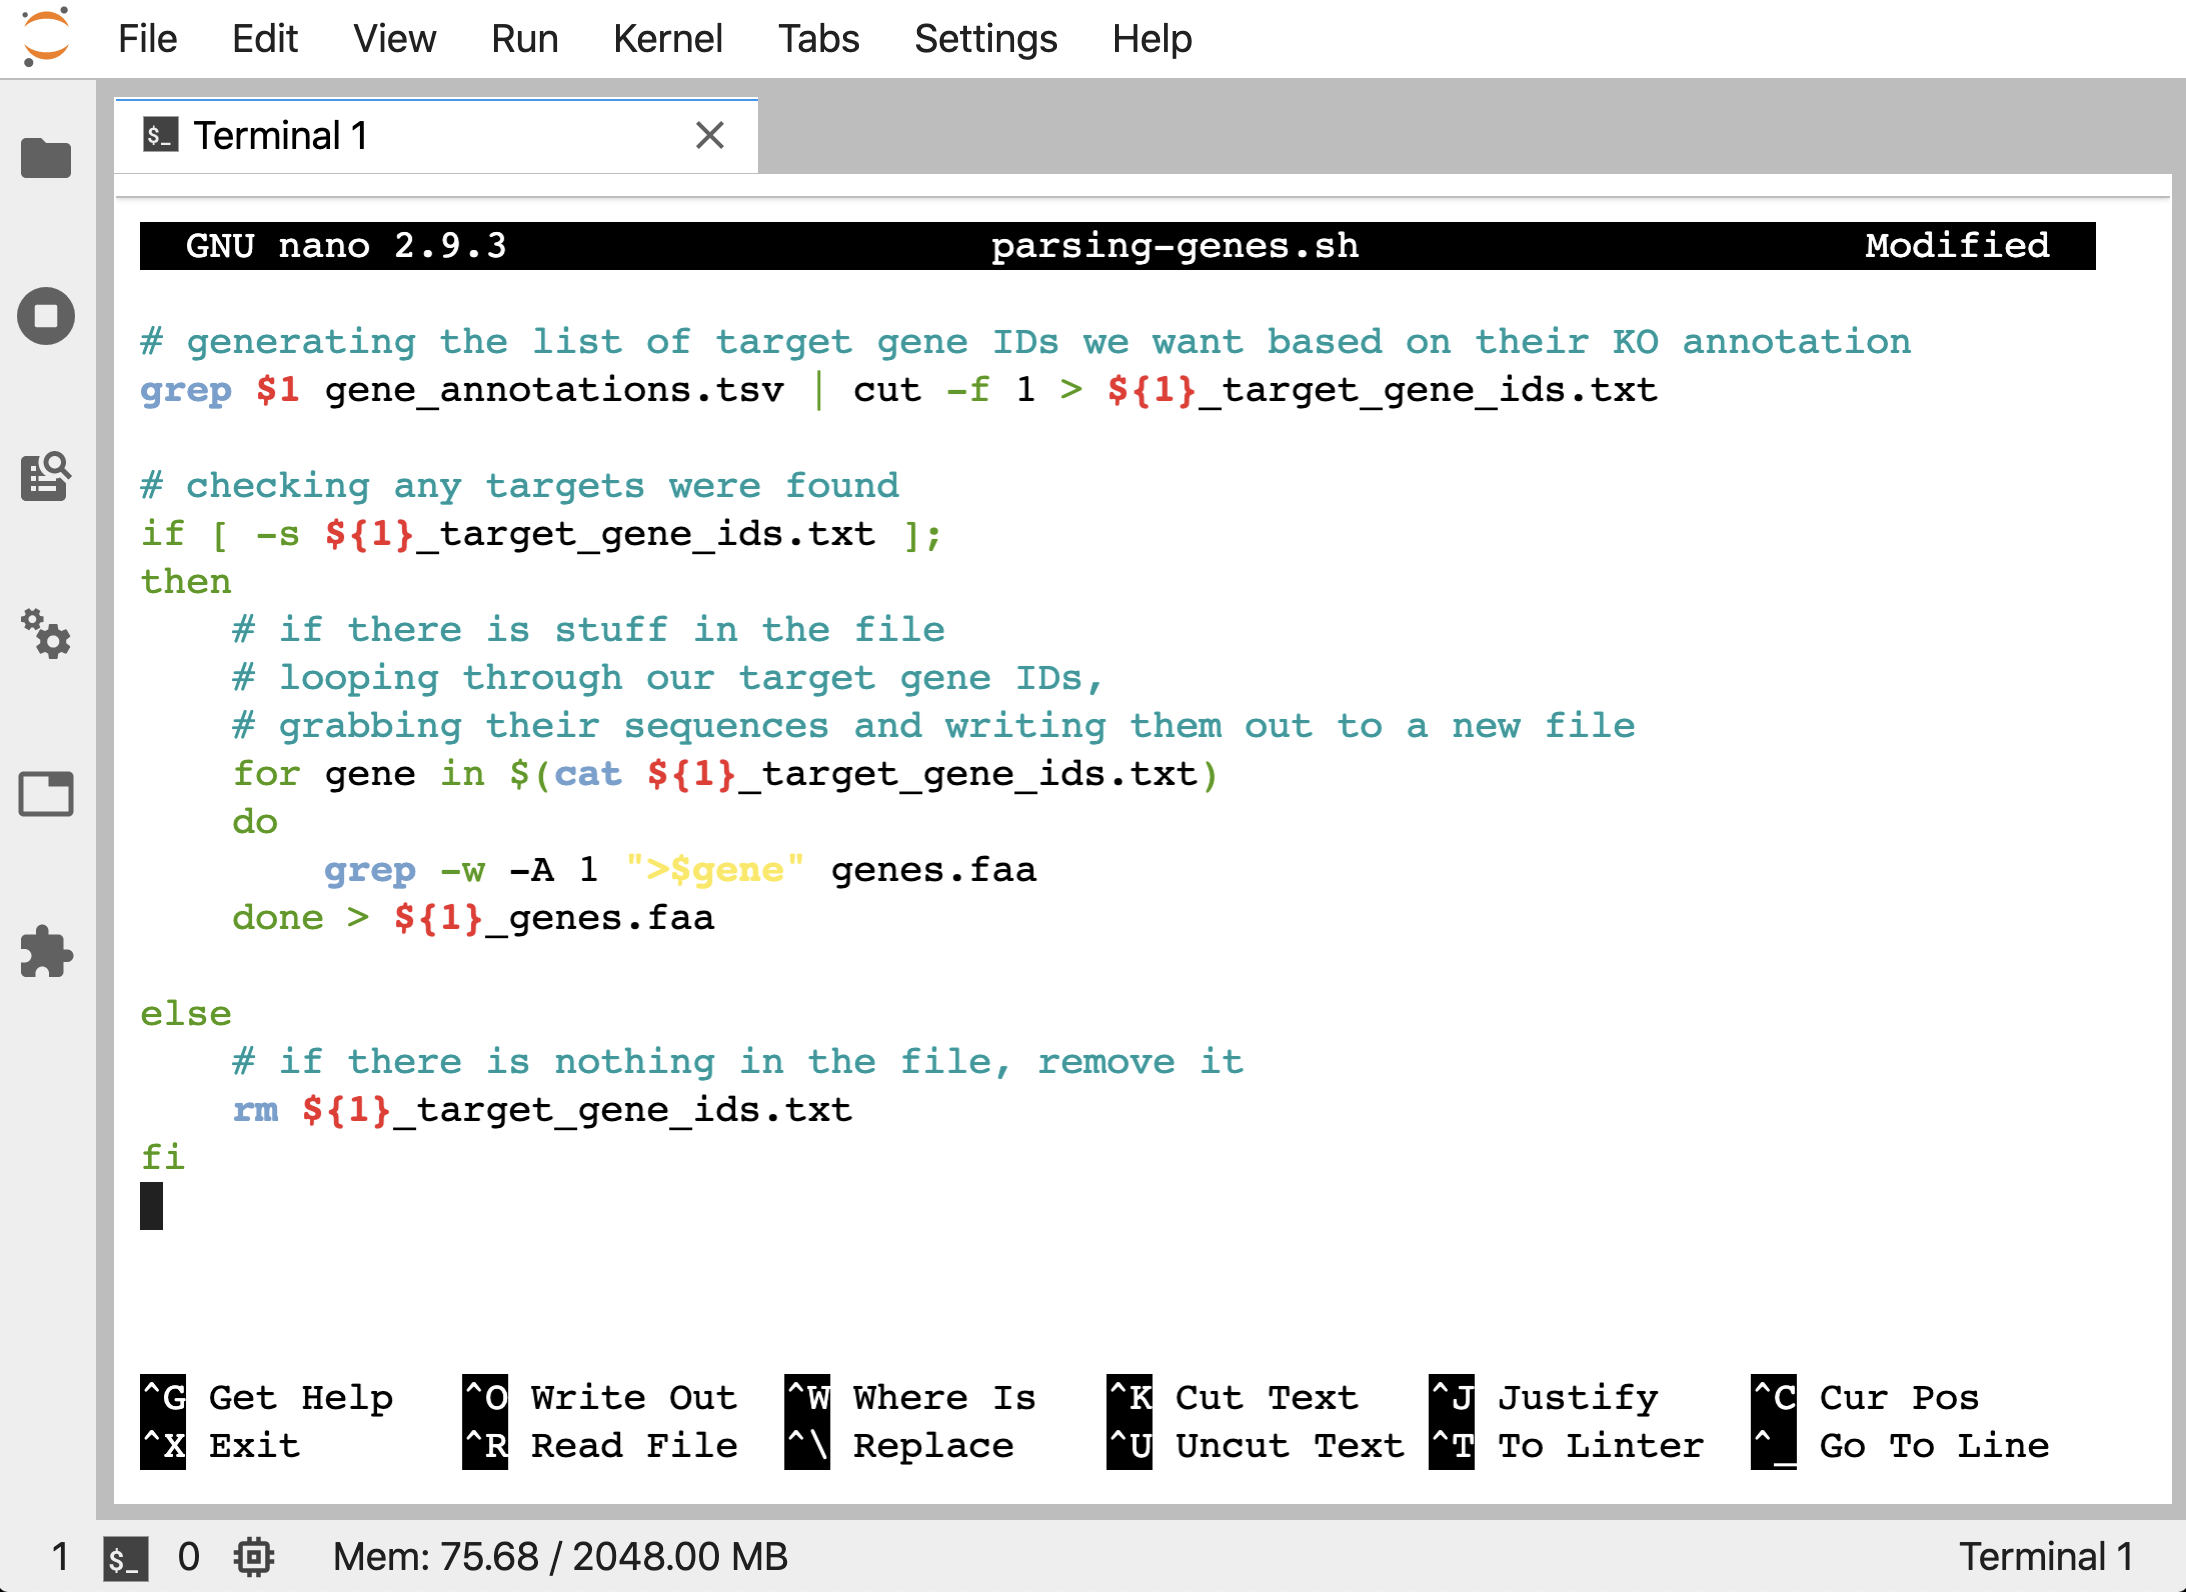 File Edit View Run Kernel Tabs Settings Help
$_ Terminal 1
GNU nano 2.9.3 parsing-genes.sh Modified
# generating the list of target gene IDs we want based on their KO annotation
grep $1 gene_annotations.tsv | cut -f 1 > ${1}_target_gene_ids.txt
# checking any targets were found
if [ -s ${1}_target_gene_ids.txt ];
then
    # if there is stuff in the file
    # looping through our target gene IDs,
    # grabbing their sequences and writing them out to a new file
    for gene in $(cat ${1}_target_gene_ids.txt)
    do
        grep -w -A 1 ">$gene" genes.faa
    done > ${1}_genes.faa
else
    # if there is nothing in the file, remove it
    rm ${1}_target_gene_ids.txt
fi
^G Get Help ^O Write Out ^W Where Is ^K Cut Text ^J Justify ^C Cur Pos
^X Exit ^R Read File ^\ Replace ^U Uncut Text ^T To Linter ^_ Go To Line
1 $_ 0 Mem: 75.68 / 2048.00 MB Terminal 1